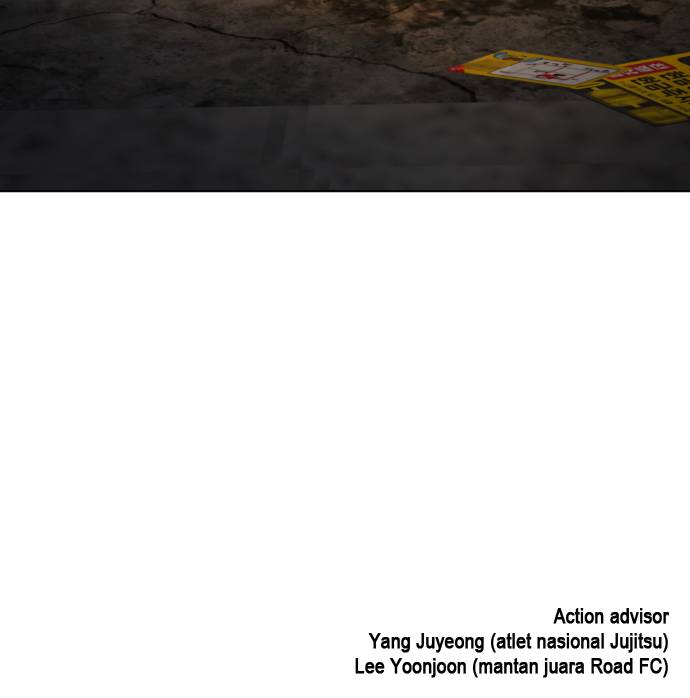 Action advisor
Yang Juyeong (atlet nasional Jujitsu)
Lee Yoonjoon (mantan juara Road FC)